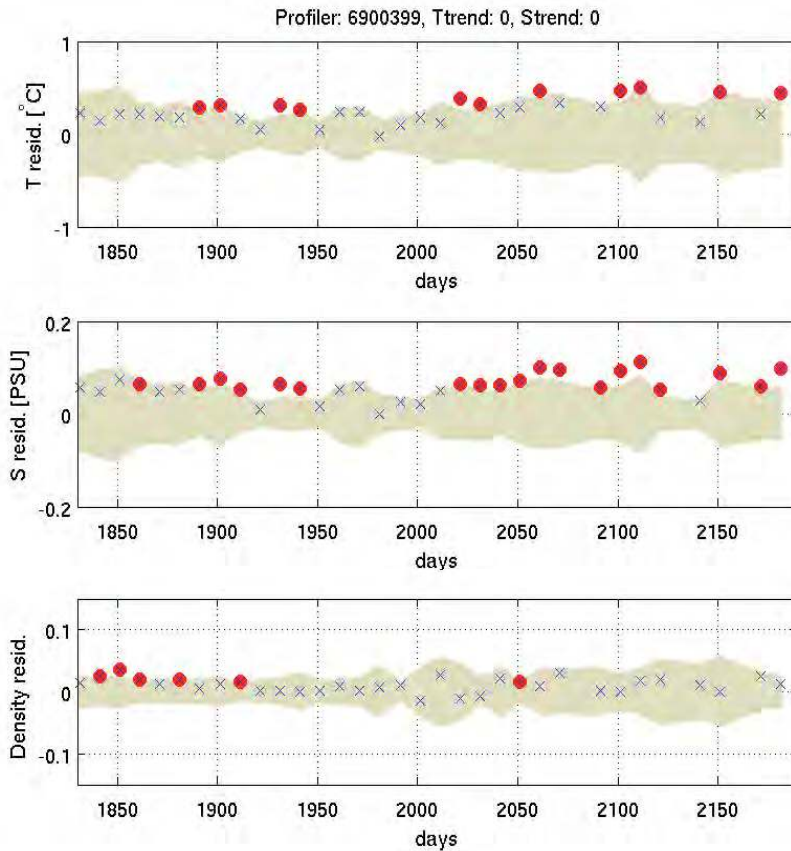 Profiler: 6900399, Ttrend: 0, Strend: 0
T resid. [°C]
1
0
-1
1850 1900 1950 2000 2050 2100 2150
days
S resid. [PSU]
0.2
0
-0.2
1850 1900 1950 2000 2050 2100 2150
days
Density resid.
0.1
0
-0.1
1850 1900 1950 2000 2050 2100 2150
days